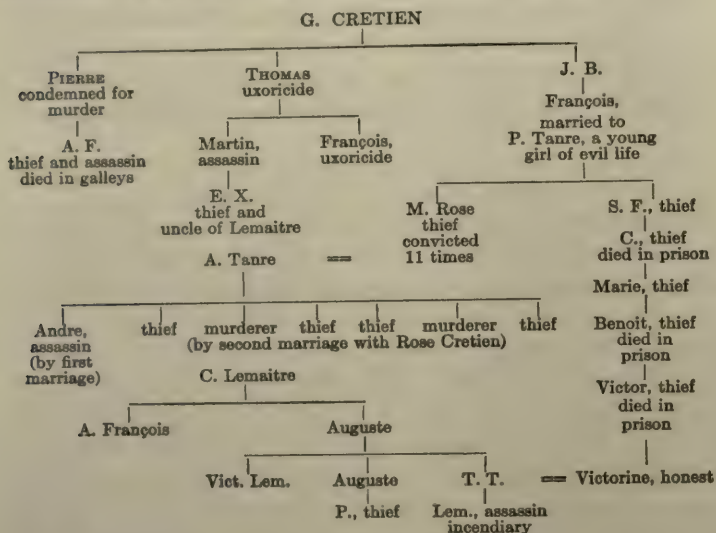 G. CRETIEN
PIERRE
condemned for
murder
THOMAS
uxoricide
J. B.
A. F.
thief and assassin
died in galleys
Martin,
assassin
François,
uxoricide
François,
married to
P. Tanre, a young
girl of evil life
E. X.
thief and
uncle of Lemaitre
M. Rose
thief
convicted
11 times
S. F., thief
C., thief
died in prison
A. Tanre ==
Marie, thief
Andre,
assassin
(by first
marriage)
thief murderer thief thief murderer thief
(by second marriage with Rose Cretien)
Benoit, thief
died in
prison
C. Lemaitre
Victor, thief
died in
prison
A. François Auguste
Vict. Lem. Auguste T. T. == Victorine, honest
P., thief
Lem., assassin
incendiary